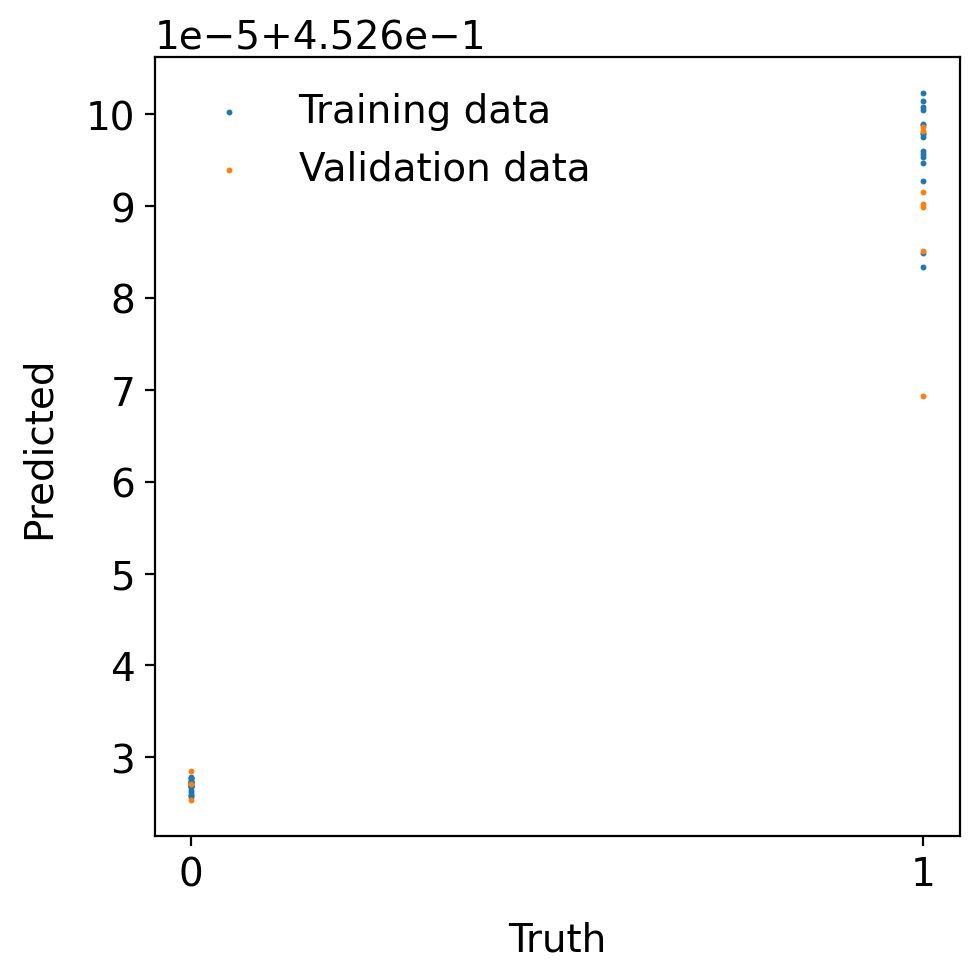 1e−5+4.526e−1
Training data
Validation data
10
9
8
7
6
5
4
3
Predicted
0
1
Truth